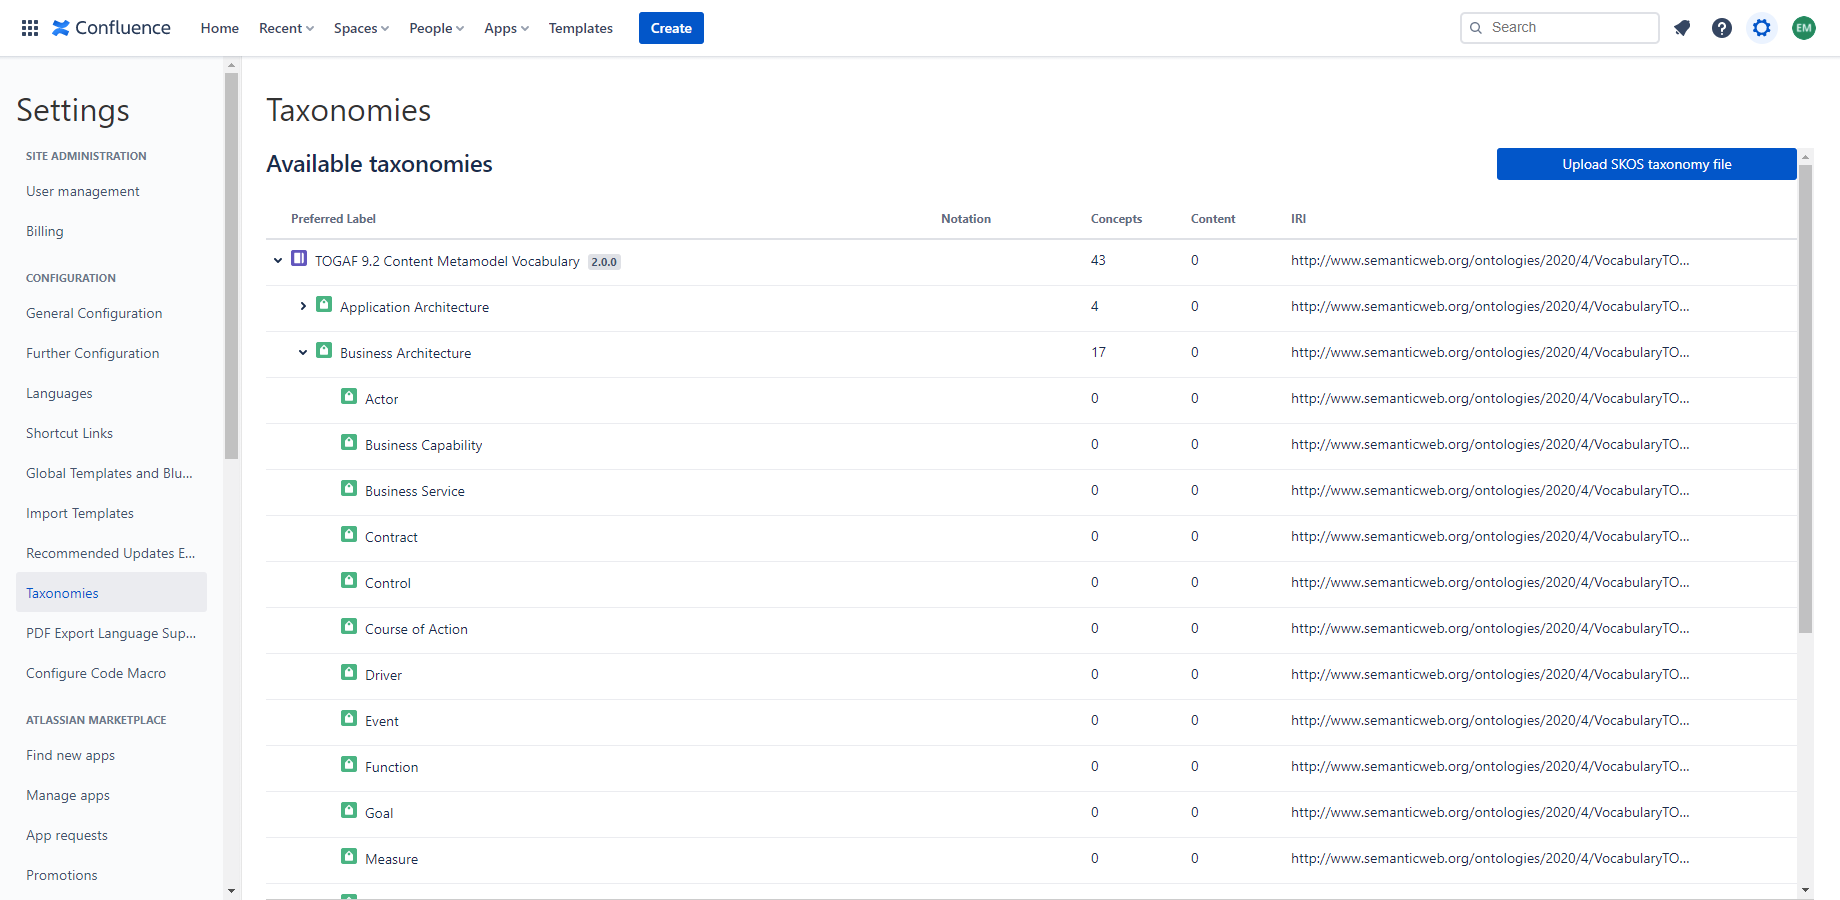 Confluence
Home Recent Spaces People Apps Templates Create
Search
EM
Settings
SITE ADMINISTRATION
User management
Billing
CONFIGURATION
General Configuration
Further Configuration
Languages
Shortcut Links
Global Templates and Blu...
Import Templates
Recommended Updates E...
Taxonomies
PDF Export Language Sup...
Configure Code Macro
ATLASSIAN MARKETPLACE
Find new apps
Manage apps
App requests
Promotions
Taxonomies
Available taxonomies
Upload SKOS taxonomy file
Preferred Label Notation Concepts Content IRI
TOGAF 9.2 Content Metamodel Vocabulary 2.0.0 43 0 http://www.semanticweb.org/ontologies/2020/4/VocabularyTO...
Application Architecture 4 0 http://www.semanticweb.org/ontologies/2020/4/VocabularyTO...
Business Architecture 17 0 http://www.semanticweb.org/ontologies/2020/4/VocabularyTO...
Actor 0 0 http://www.semanticweb.org/ontologies/2020/4/VocabularyTO...
Business Capability 0 0 http://www.semanticweb.org/ontologies/2020/4/VocabularyTO...
Business Service 0 0 http://www.semanticweb.org/ontologies/2020/4/VocabularyTO...
Contract 0 0 http://www.semanticweb.org/ontologies/2020/4/VocabularyTO...
Control 0 0 http://www.semanticweb.org/ontologies/2020/4/VocabularyTO...
Course of Action 0 0 http://www.semanticweb.org/ontologies/2020/4/VocabularyTO...
Driver 0 0 http://www.semanticweb.org/ontologies/2020/4/VocabularyTO...
Event 0 0 http://www.semanticweb.org/ontologies/2020/4/VocabularyTO...
Function 0 0 http://www.semanticweb.org/ontologies/2020/4/VocabularyTO...
Goal 0 0 http://www.semanticweb.org/ontologies/2020/4/VocabularyTO...
Measure 0 0 http://www.semanticweb.org/ontologies/2020/4/VocabularyTO...